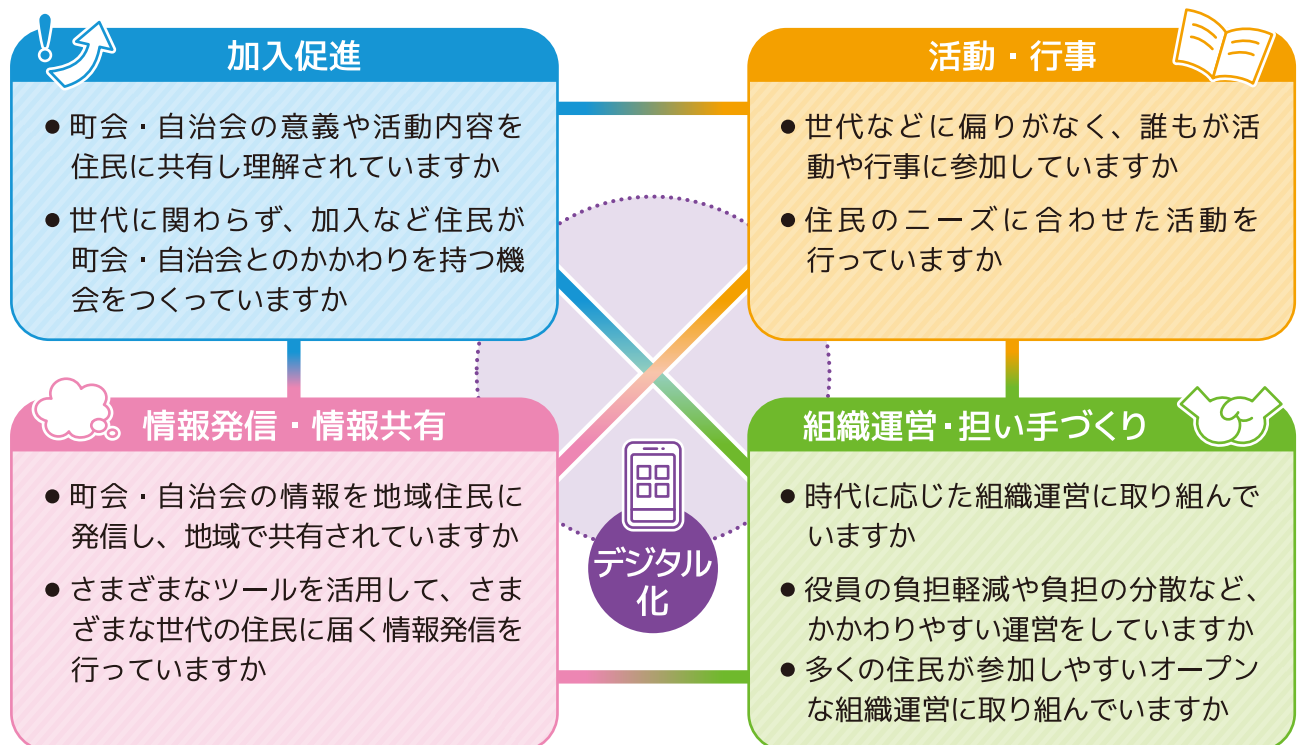 加入促進
● 町会・自治会の意義や活動内容を
住民に共有し理解されていますか
● 世代に関わらず、加入など住民が
町会・自治会とのかかわりを持つ機
会をつくっていますか
活動・行事
● 世代などに偏りがなく、誰もが活
動や行事に参加していますか
● 住民のニーズに合わせた活動を
行っていますか
情報発信・情報共有
● 町会・自治会の情報を地域住民に
発信し、地域で共有されていますか
● さまざまなツールを活用して、さま
ざまな世代の住民に届く情報発信を
行っていますか
デジタル
化
組織運営・担い手づくり
● 時代に応じた組織運営に取り組んで
いますか
● 役員の負担軽減や負担の分散など、
かかわりやすい運営をしていますか
● 多くの住民が参加しやすいオープン
な組織運営に取り組んでいますか